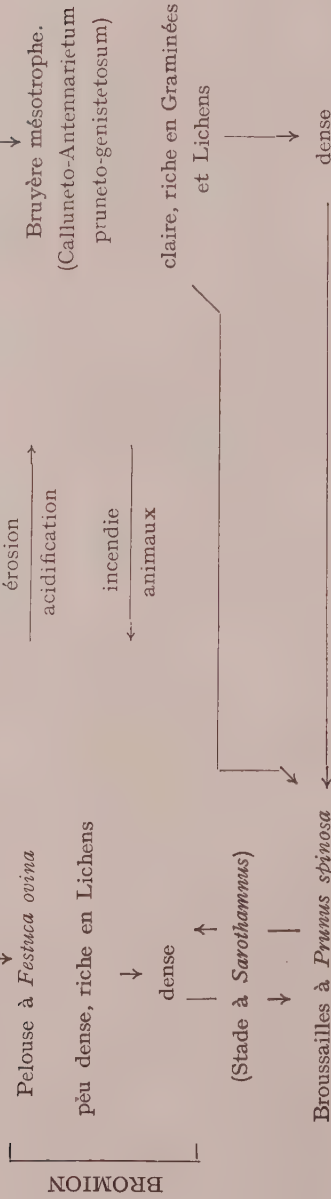 BROMION
Pelouse à Festuca ovina
peu dense, riche en Lichens
dense
(Stade à Sarothamnus)
Broussailles à Prunus spinosa
érosion
acidification
incendie
animaux
Bruyère mésotrophe.
(Calluneto-Antennarietum
pruneto-genistetosum)
claire, riche en Graminées
et Lichens
dense